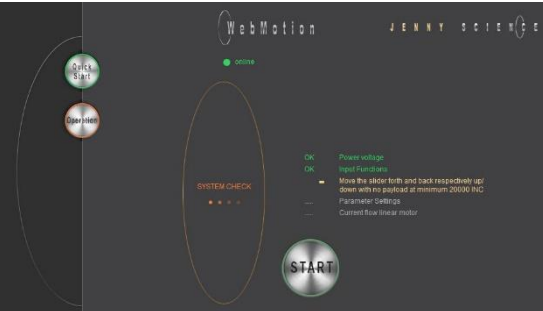 WebMotion
JENNY SCIENCE
online
Quick
Start
Operation
SYSTEM CHECK
OK Power voltage
OK Input Functions
Move the slider forth and back respectively up/
down with no payload at minimum 20000 INC
Parameter Settings
Current flow linear motor
START